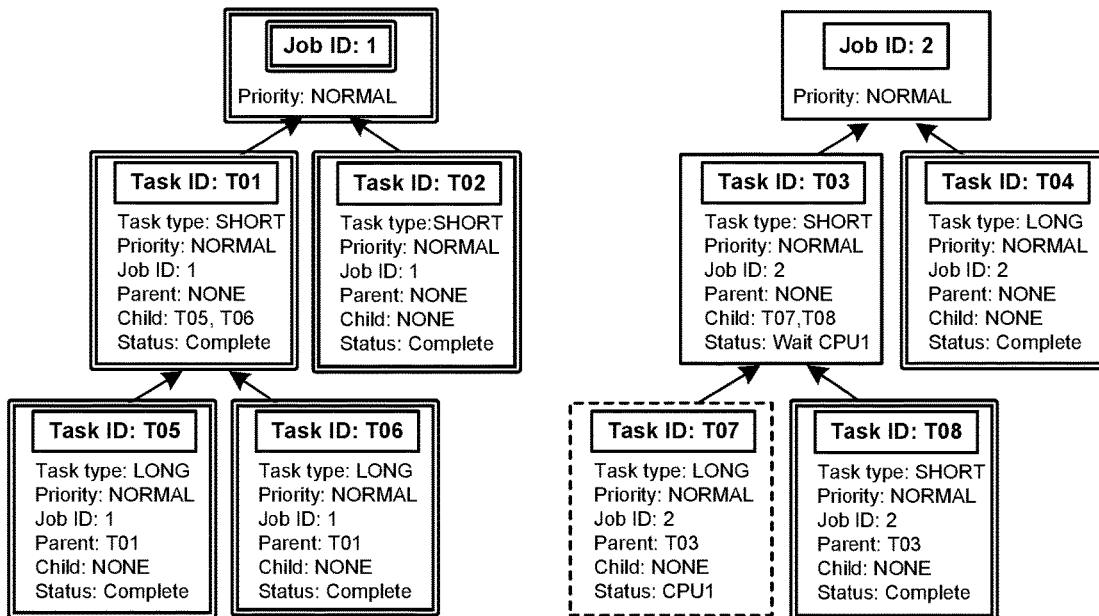 Job ID: 1
Priority: NORMAL
Job ID: 2
Priority: NORMAL
Task ID: T01
Task type: SHORT
Priority: NORMAL
Job ID: 1
Parent: NONE
Child: T05, T06
Status: Complete
Task ID: T02
Task type:SHORT
Priority: NORMAL
Job ID: 1
Parent: NONE
Child: NONE
Status: Complete
Task ID: T03
Task type: SHORT
Priority: NORMAL
Job ID: 2
Parent: NONE
Child: T07,T08
Status: Wait CPU1
Task ID: T04
Task type: LONG
Priority: NORMAL
Job ID: 2
Parent: NONE
Child: NONE
Status: Complete
Task ID: T05
Task type: LONG
Priority: NORMAL
Job ID: 1
Parent: T01
Child: NONE
Status: Complete
Task ID: T06
Task type: LONG
Priority: NORMAL
Job ID: 1
Parent: T01
Child: NONE
Status: Complete
Task ID: T07
Task type: LONG
Priority: NORMAL
Job ID: 2
Parent: T03
Child: NONE
Status: CPU1
Task ID: T08
Task type: SHORT
Priority: NORMAL
Job ID: 2
Parent: T03
Child: NONE
Status: Complete